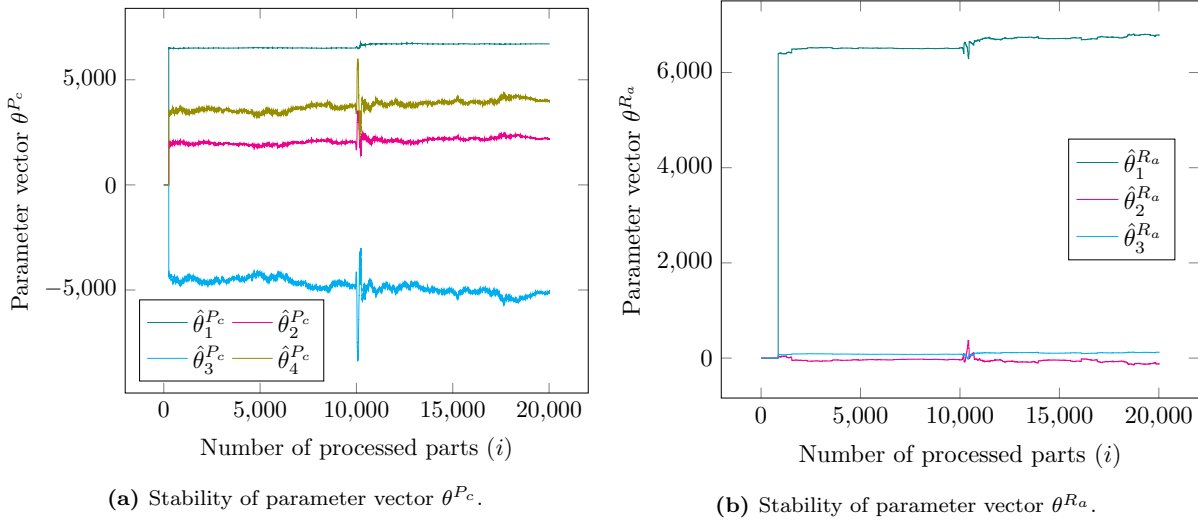 5,000
0
−5,000
Parameter vector θ^{P_c}
θ̂_1^{P_c} θ̂_2^{P_c}
θ̂_3^{P_c} θ̂_4^{P_c}
0 5,000 10,000 15,000 20,000
Number of processed parts (i)
(a) Stability of parameter vector θ^{P_c}.
6,000
4,000
2,000
0
Parameter vector θ^{R_a}
θ̂_1^{R_a}
θ̂_2^{R_a}
θ̂_3^{R_a}
0 5,000 10,000 15,000 20,000
Number of processed parts (i)
(b) Stability of parameter vector θ^{R_a}.